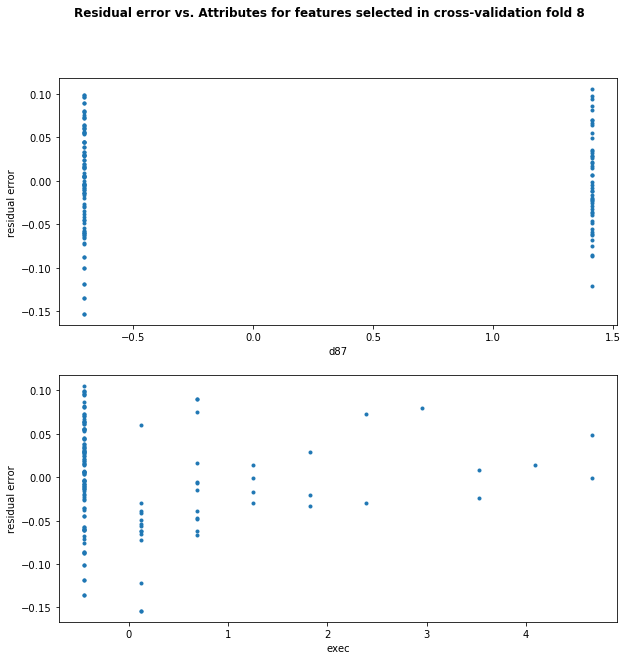 Residual error vs. Attributes for features selected in cross-validation fold 8
0.10
0.05
0.00
−0.05
−0.10
−0.15
residual error
−0.5 0.0 0.5 1.0 1.5
d87
0.10
0.05
0.00
−0.05
−0.10
−0.15
residual error
0 1 2 3 4
exec